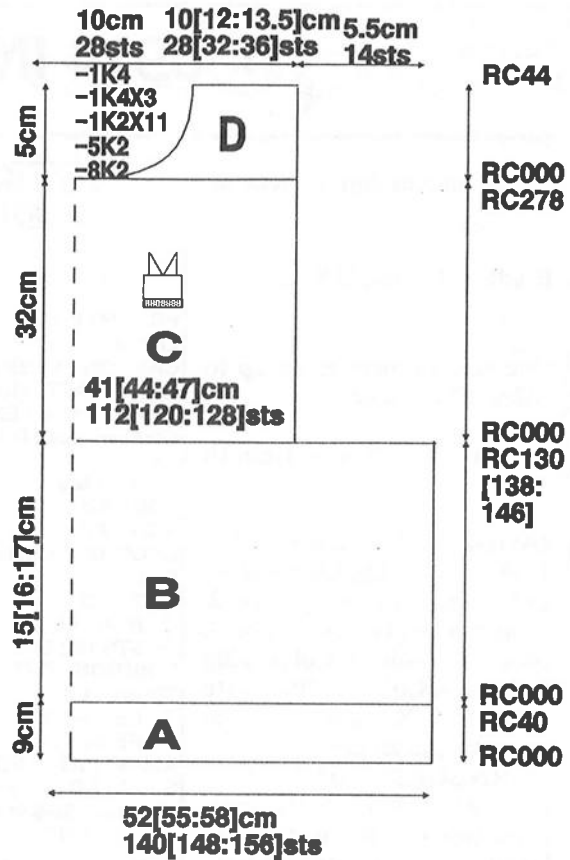 10cm
28sts
10[12:13.5]cm
28[32:36]sts
5.5cm
14sts
-1K4
-1K4X3
-1K2X11
-5K2
-8K2
D
5cm
RC44
RC000
RC278
32cm
C
41[44:47]cm
112[120:128]sts
RC000
RC130
[138:
146]
15[16:17]cm
B
RC000
RC40
9cm
A
RC000
52[55:58]cm
140[148:156]sts